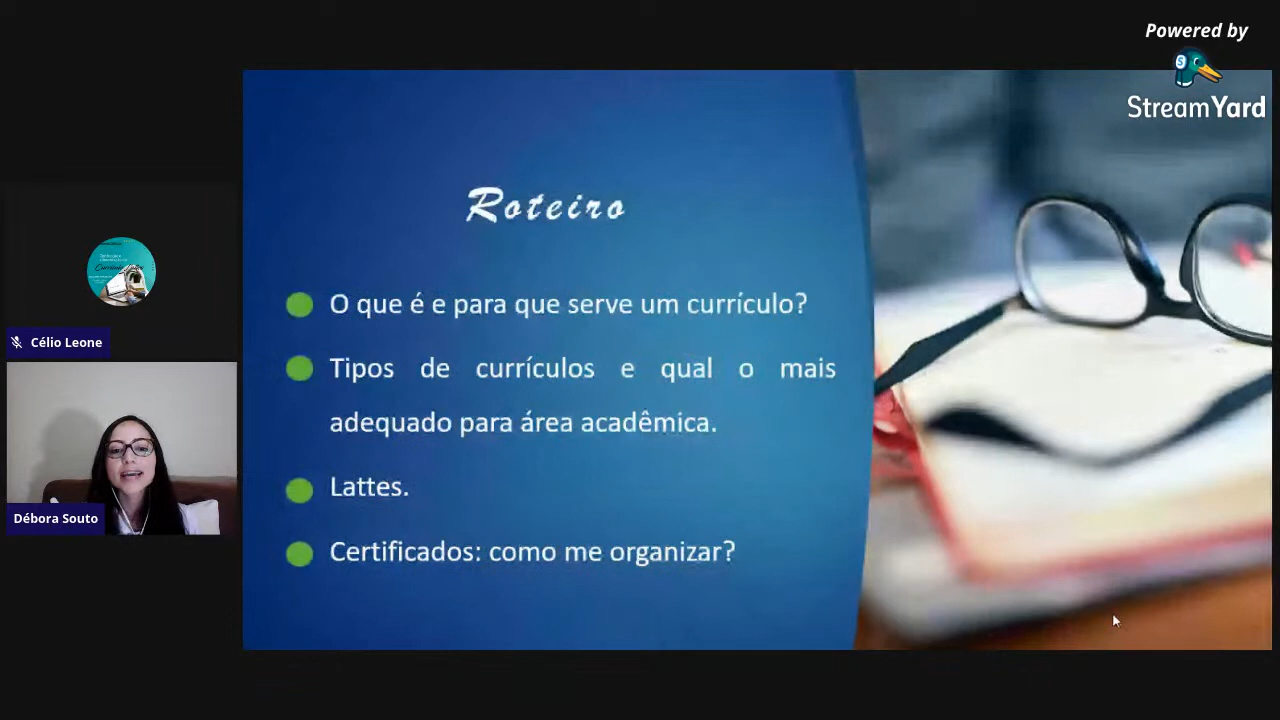 Powered by
StreamYard
Roteiro
O que é e para que serve um currículo?
Tipos de currículos e qual o mais
adequado para área acadêmica.
Lattes.
Certificados: como me organizar?
Célio Leone
Débora Souto